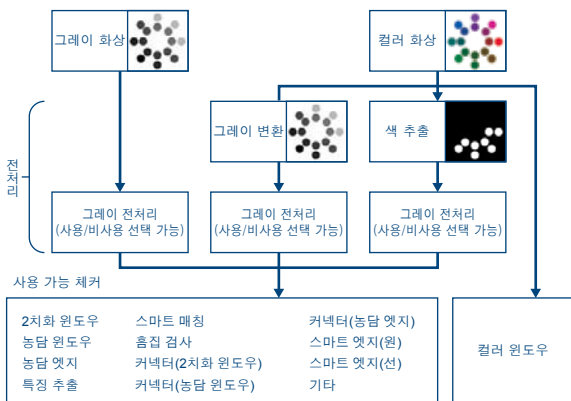 그레이 화상
컬러 화상
전처리
그레이 변환
색 추출
그레이 전처리
(사용/비사용 선택 가능)
그레이 전처리
(사용/비사용 선택 가능)
그레이 전처리
(사용/비사용 선택 가능)
사용 가능 체커
2치화 윈도우
농담 윈도우
농담 엣지
특징 추출
스마트 매칭
흠집 검사
커넥터(2치화 윈도우)
커넥터(농담 윈도우)
커넥터(농담 엣지)
스마트 엣지(원)
스마트 엣지(선)
기타
컬러 윈도우